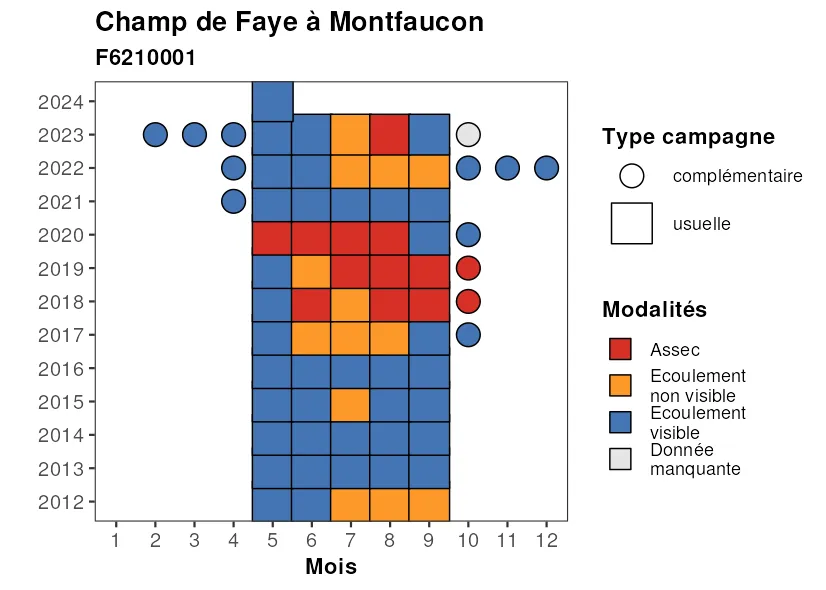 Champ de Faye à Montfaucon
F6210001
2024
2023
2022
2021
2020
2019
2018
2017
2016
2015
2014
2013
2012
1 2 3 4 5 6 7 8 9 10 11 12
Mois
Type campagne
complémentaire
usuelle
Modalités
Assec
Ecoulement
non visible
Ecoulement
visible
Donnée
manquante